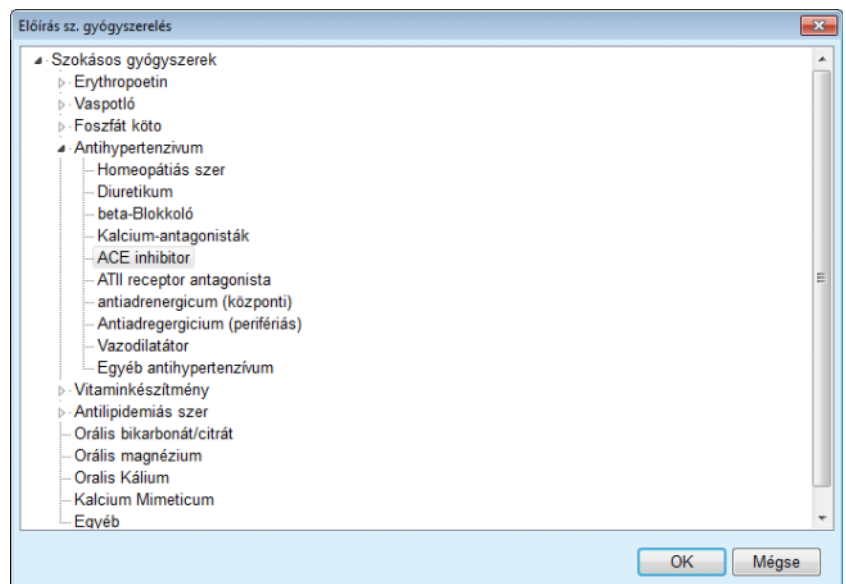 Előírás sz. gyógyszerelés
Szokásos gyógyszerek
Erythropoetin
Vaspotló
Foszfát köto
Antihypertenzivum
Homeopátiás szer
Diuretikum
beta-Blokkoló
Kalcium-antagonisták
ACE inhibitor
ATII receptor antagonista
antiadrenergicum (központi)
Antiadregergicium (perifériás)
Vazodilatátor
Egyéb antihypertenzívum
Vitaminkészítmény
Antilipidemiás szer
Orális bikarbonát/citrát
Orális magnézium
Oralis Kálium
Kalcium Mimeticum
Egyéb
OK Mégse